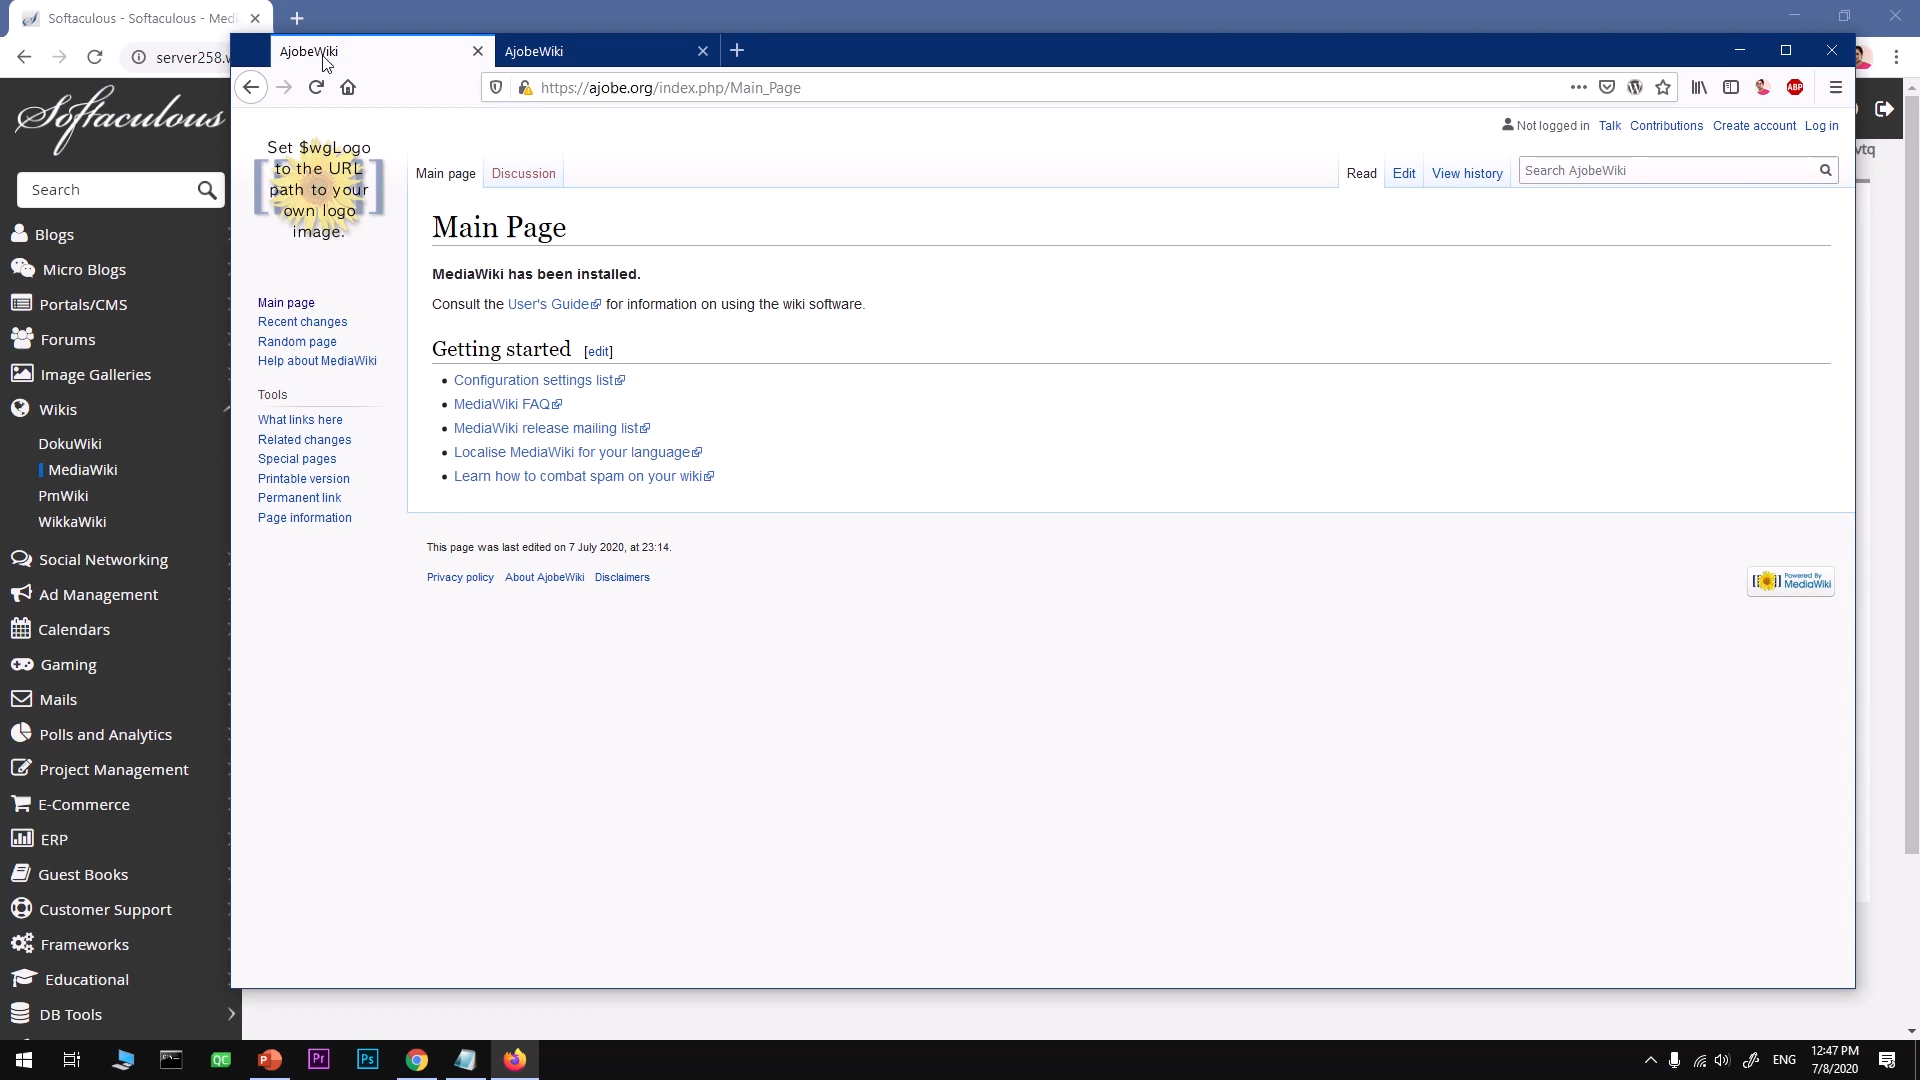 Softaculous - Softaculous - Medi
server258.w
AjobeWiki
AjobeWiki
https://ajobe.org/index.php/Main_Page
ABP
Softaculous
Search
Blogs
Micro Blogs
Portals/CMS
Forums
Image Galleries
Wikis
DokuWiki
MediaWiki
PmWiki
WikkaWiki
Social Networking
Ad Management
Calendars
Gaming
Mails
Polls and Analytics
Project Management
E-Commerce
ERP
Guest Books
Customer Support
Frameworks
Educational
DB Tools
Not logged in Talk Contributions Create account Log in
vtq
Set $wgLogo
to the URL
path to your
own logo
image.
Main page
Recent changes
Random page
Help about MediaWiki
Tools
What links here
Related changes
Special pages
Printable version
Permanent link
Page information
Main page Discussion
Read Edit View history
Search AjobeWiki
Main Page
MediaWiki has been installed.
Consult the User's Guide for information on using the wiki software.
Getting started [edit]
Configuration settings list
MediaWiki FAQ
MediaWiki release mailing list
Localise MediaWiki for your language
Learn how to combat spam on your wiki
This page was last edited on 7 July 2020, at 23:14.
Privacy policy About AjobeWiki Disclaimers
Powered By
MediaWiki
QC
P
Pr
Ps
ENG
12:47 PM
7/8/2020